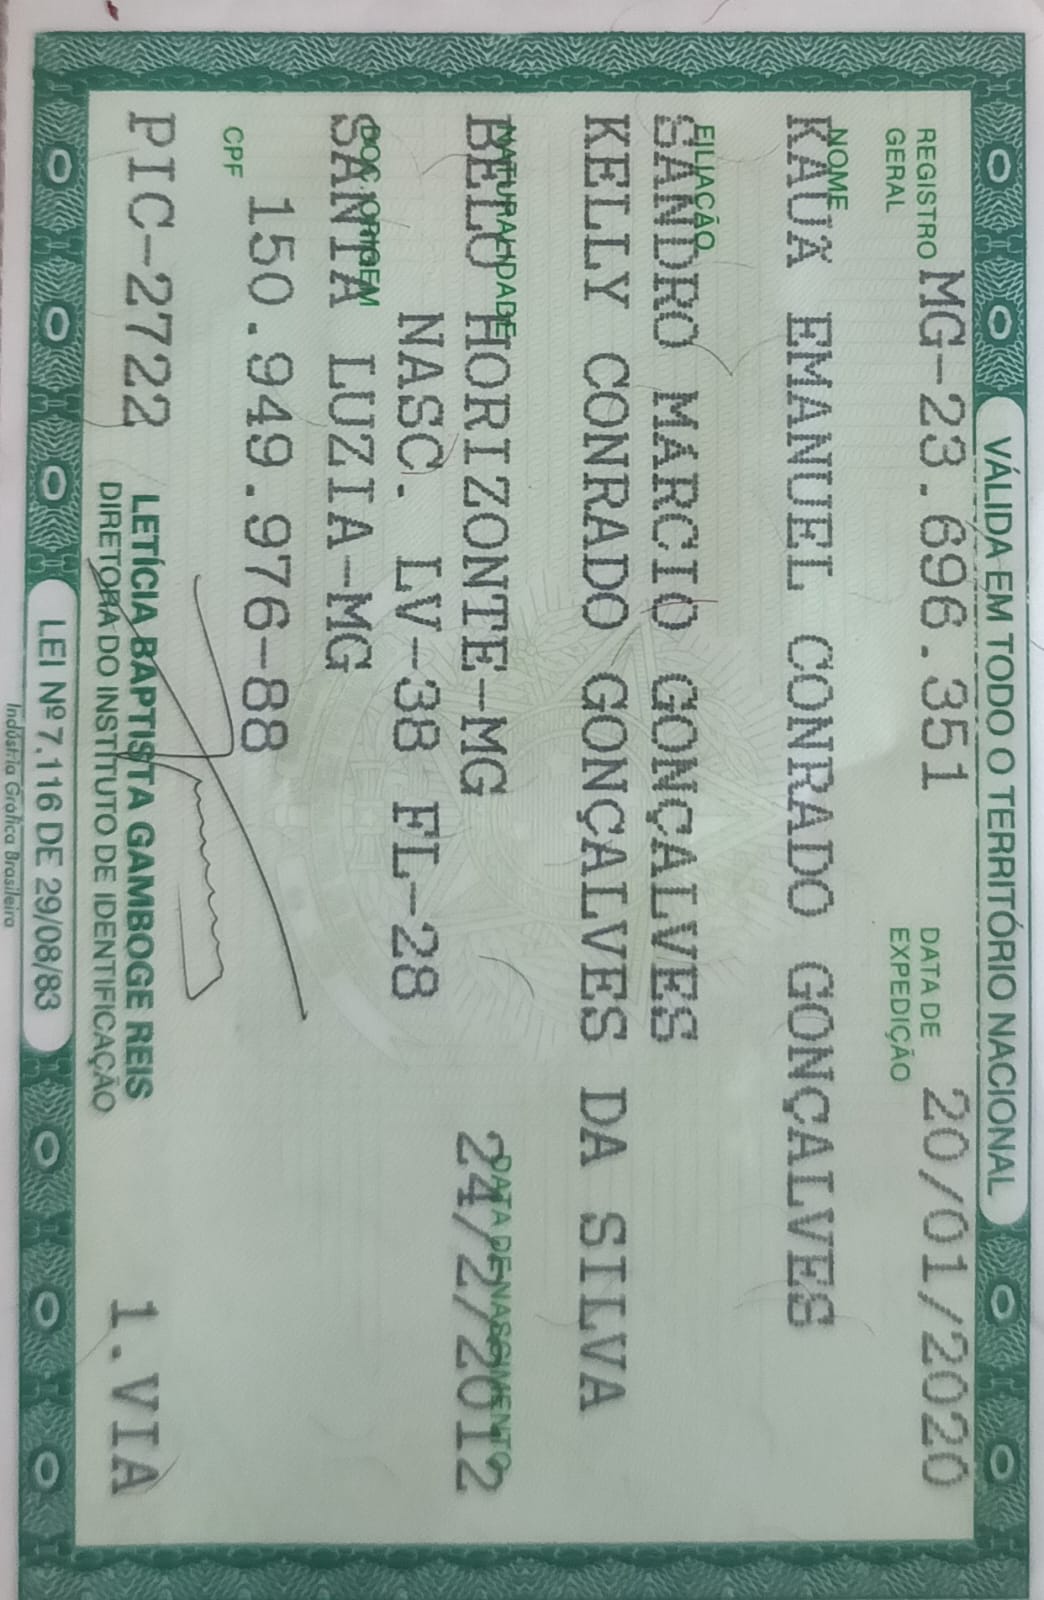 VÁLIDA EM TODO O TERRITÓRIO NACIONAL
REGISTRO GERAL MG-23.696.351 DATA DE EXPEDIÇÃO 20/01/2020
NOME
KAUÃ EMANUEL CONRADO GONÇALVES
FILIAÇÃO
SANDRO MARCIO GONÇALVES
KELLY CONRADO GONÇALVES DA SILVA
NATURALIDADE DATA DE NASCIMENTO
BELO HORIZONTE-MG 24/2/2012
DOC. ORIGEM NASC. LV-38 FL-28
SANTA LUZIA-MG
CPF 150.949.976-88
PIC-2722 1.VIA
LETÍCIA BAPTISTA GAMBOGE REIS
DIRETORA DO INSTITUTO DE IDENTIFICAÇÃO
LEI Nº 7.116 DE 29/08/83
Indústria Gráfica Brasileira